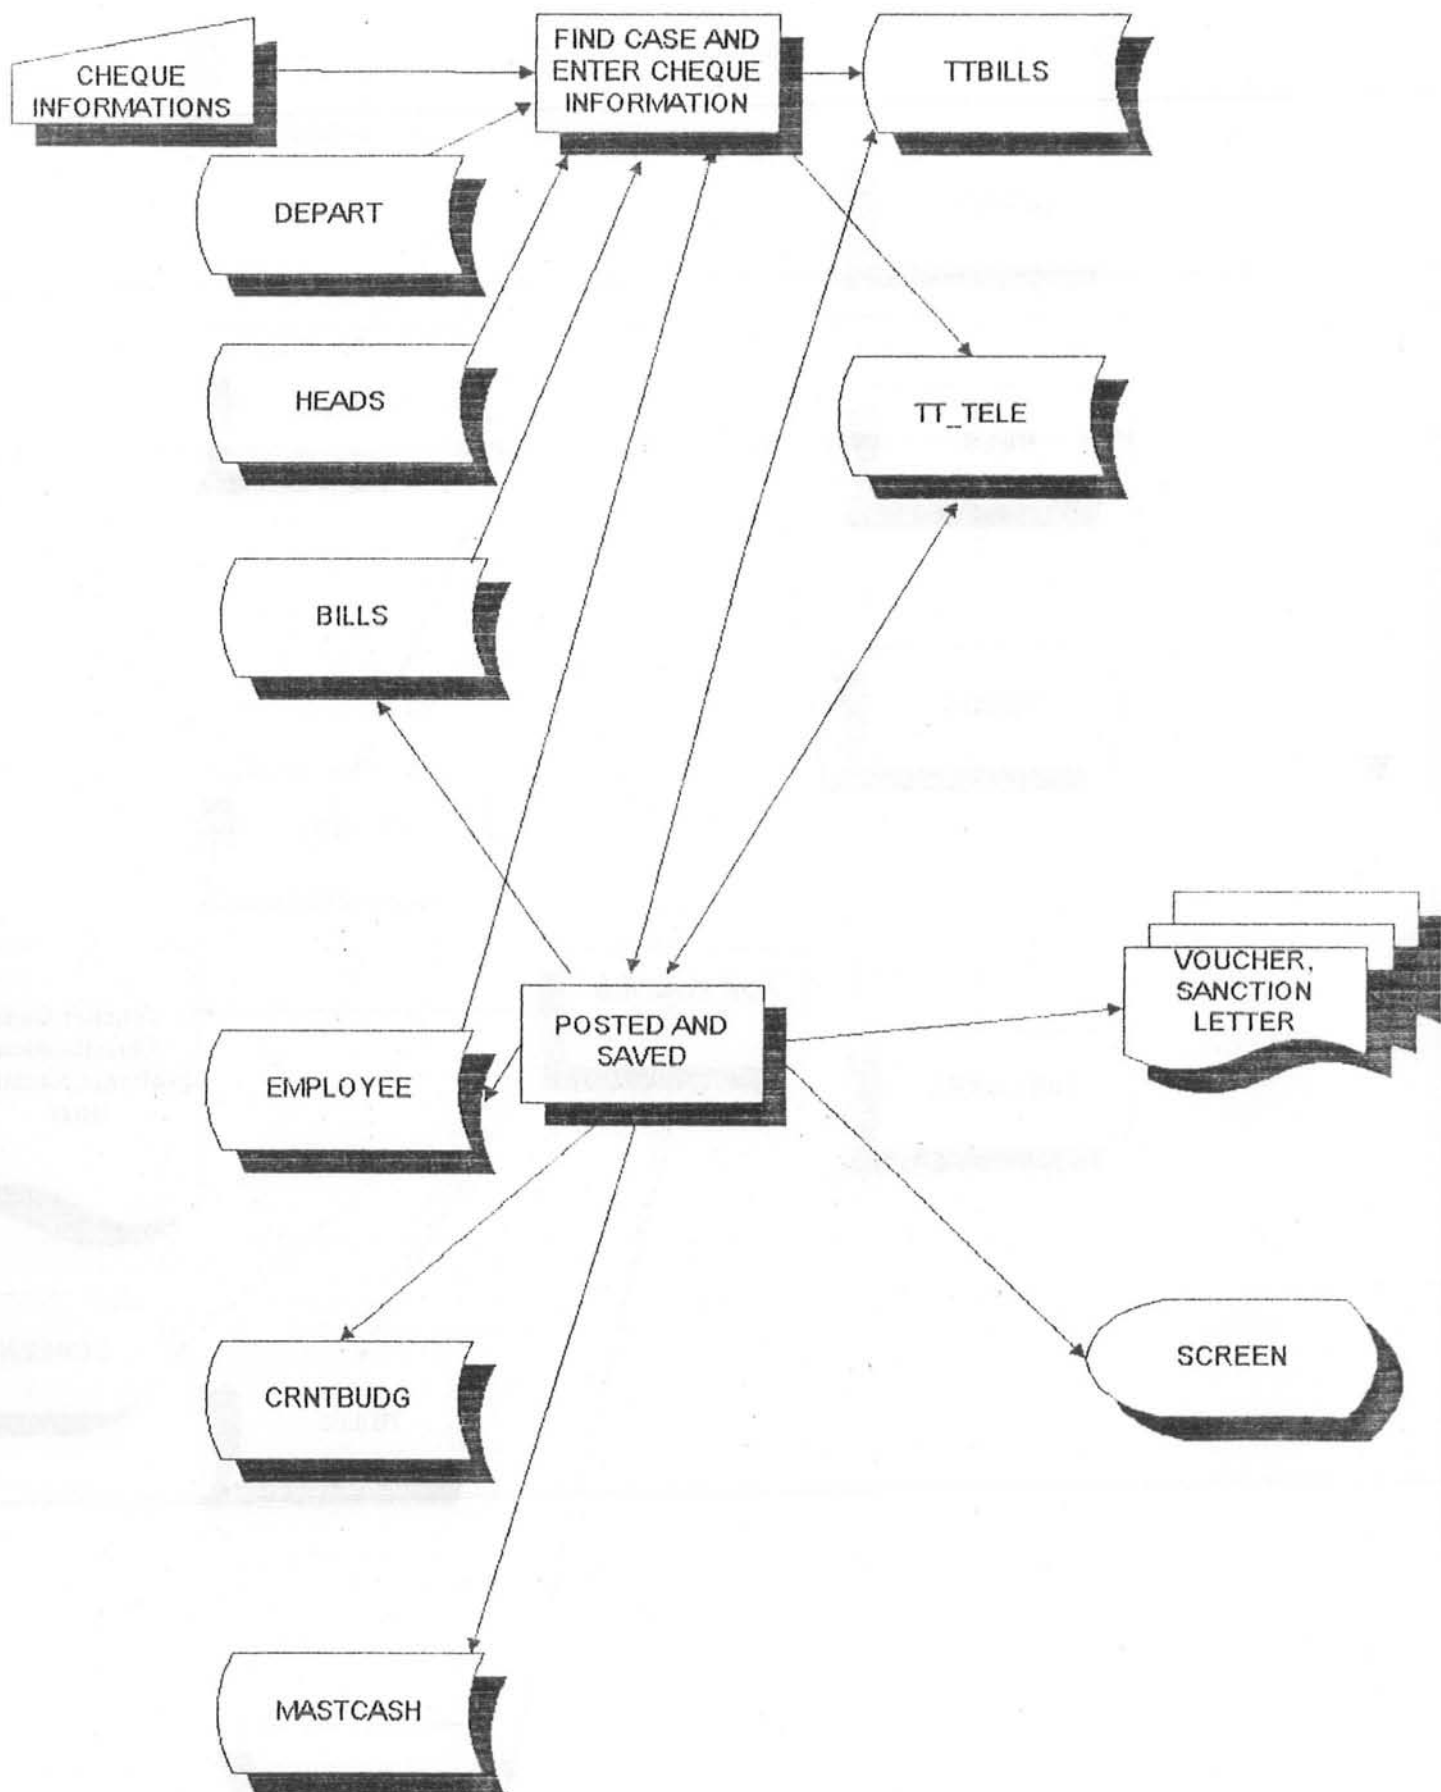 CHEQUE
INFORMATIONS
FIND CASE AND
ENTER CHEQUE
INFORMATION
TTBILLS
DEPART
HEADS
TT_TELE
BILLS
VOUCHER,
SANCTION
LETTER
POSTED AND
SAVED
EMPLOYEE
SCREEN
CRNTBUDG
MASTCASH